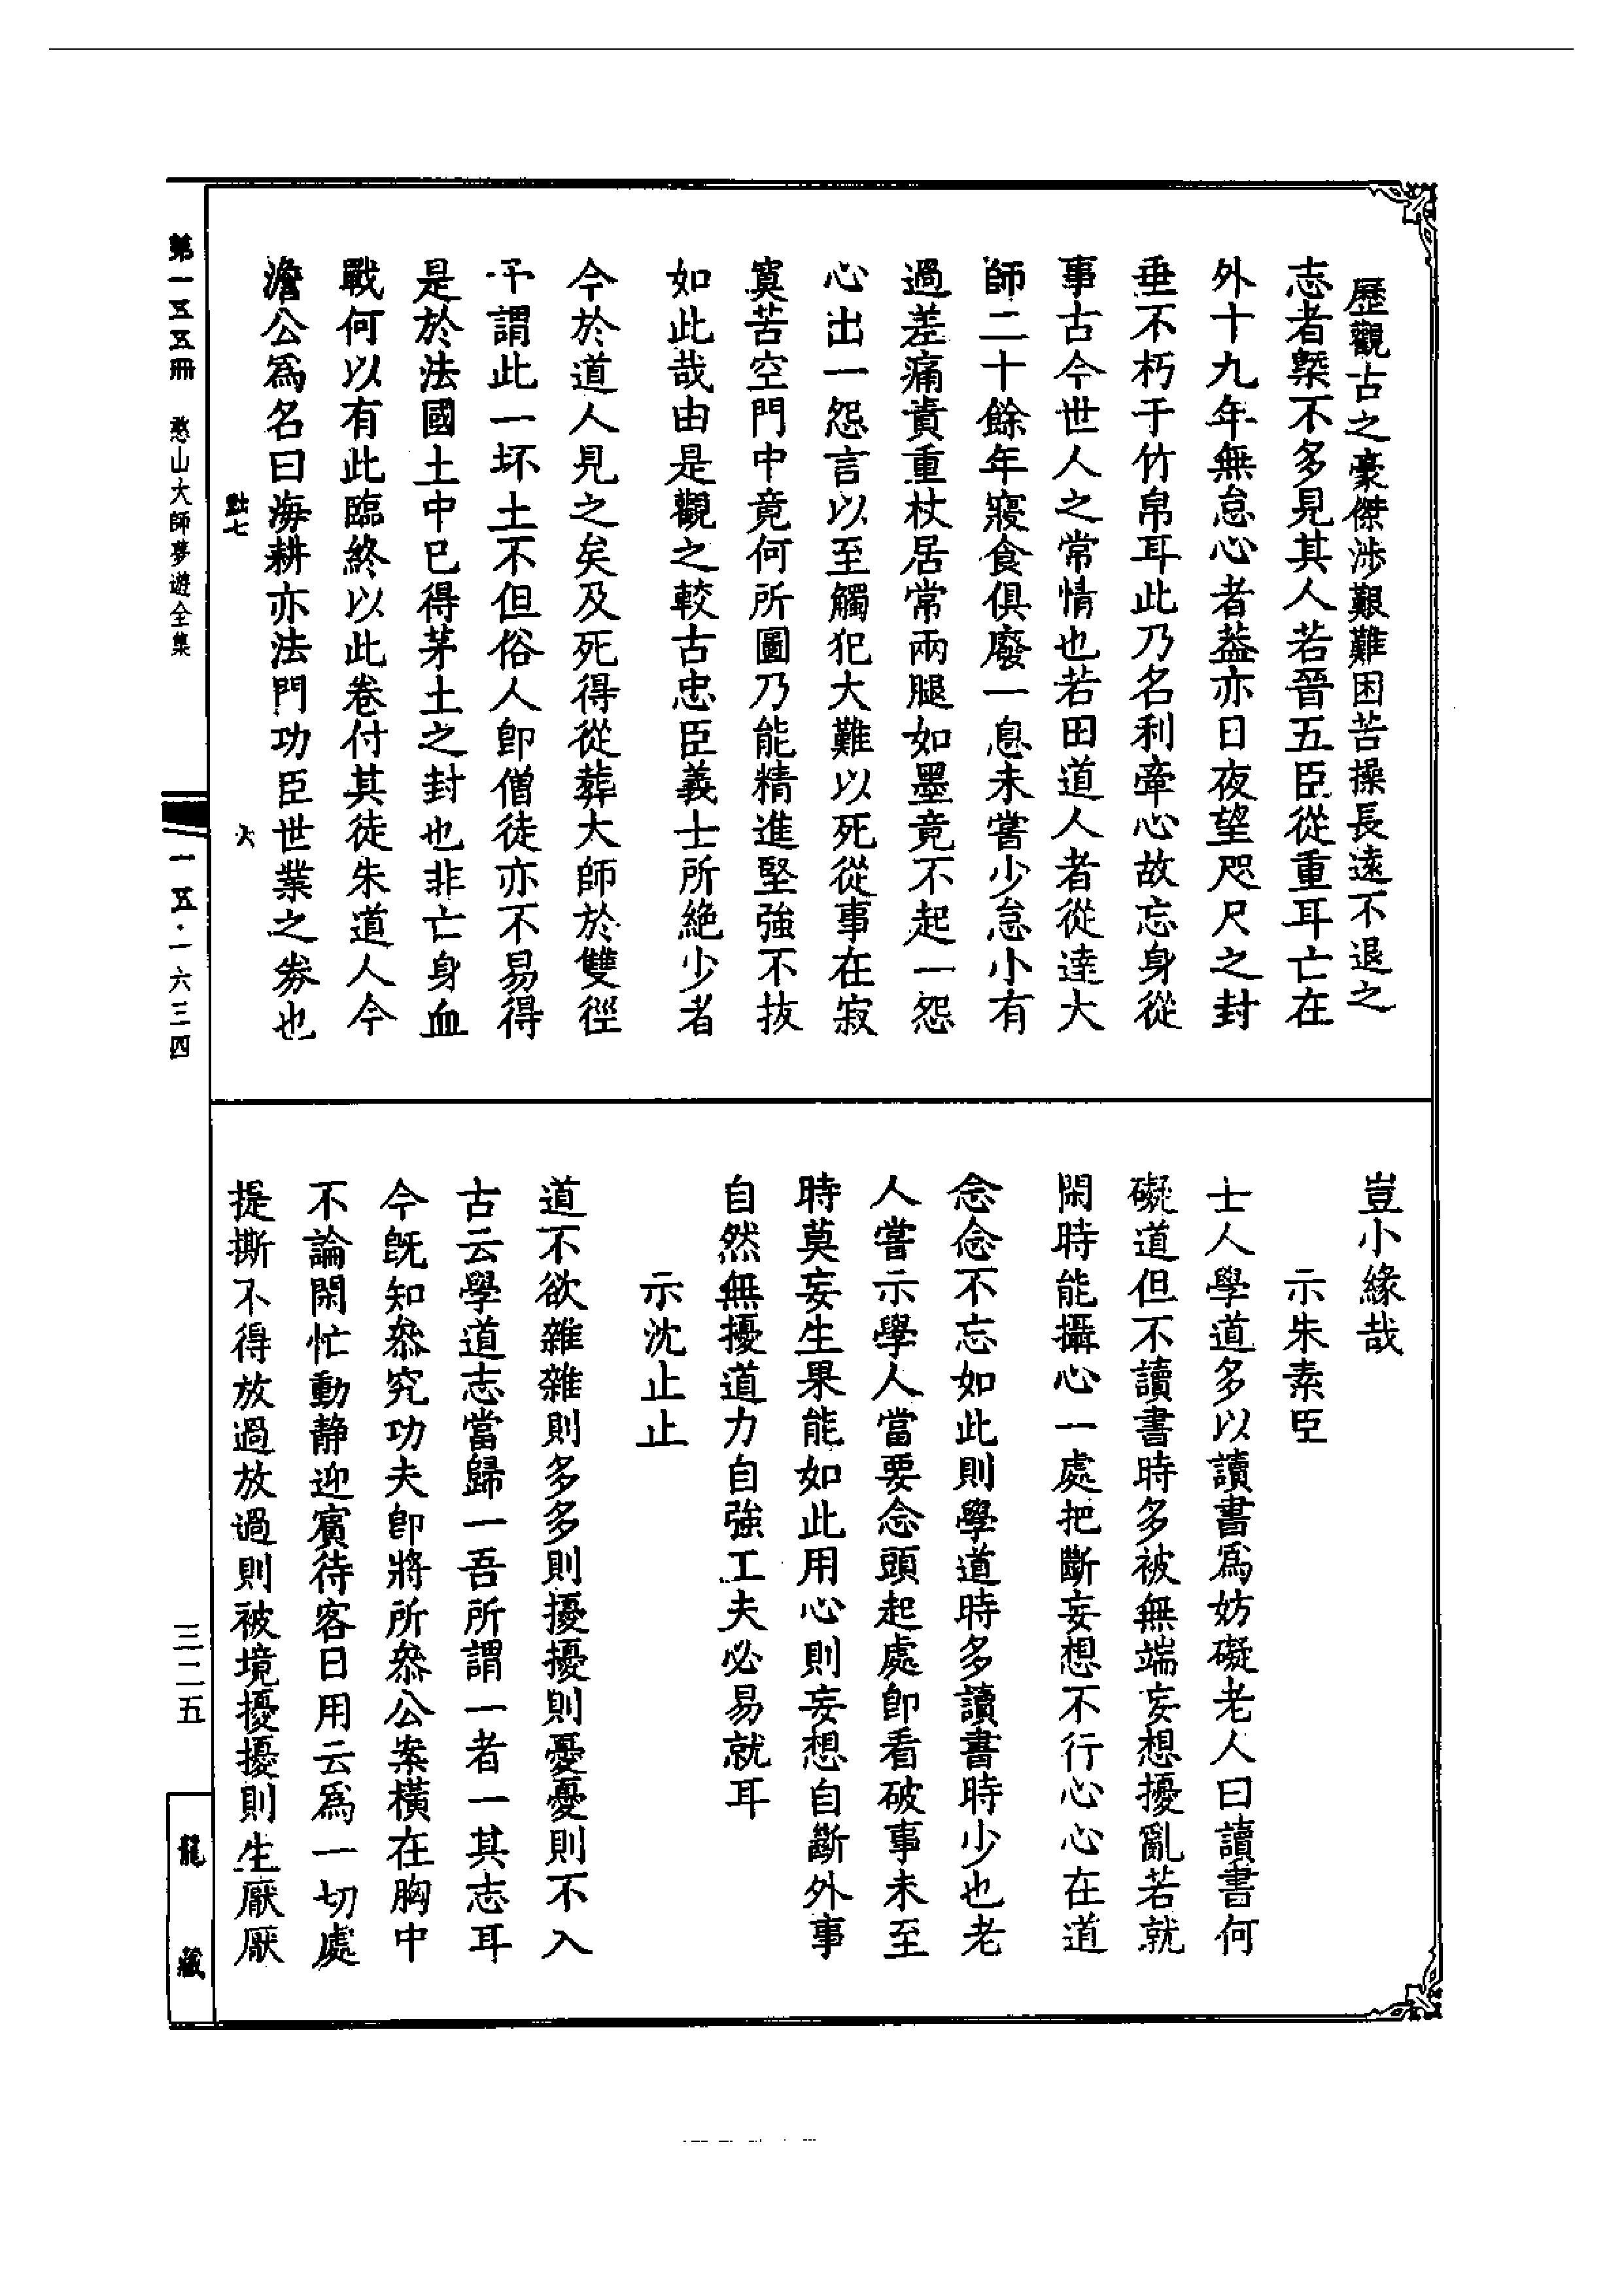 歷觀古之豪傑涉艱難困苦操長遠不退之
志者槩不多見其人若晉五臣從重耳亡在
外十九年無怠心者葢亦日夜望咫尺之封
垂不朽于竹帛耳此乃名利牽心故忘身從
事古今世人之常情也若田道人者從達大
師二十餘年寢食俱廢一息未嘗少怠小有
過差痛責重杖居常兩腿如墨竟不起一怨
心出一怨言以至觸犯大難以死從事在寂
寞苦空門中竟何所圖乃能精進堅強不拔
如此哉由是觀之較古忠臣義士所絕少者
今於道人見之矣及死得從葬大師於雙徑
予謂此一坏土不但俗人卽僧徒亦不易得
是於法國土中已得茅土之封也非亡身血
戰何以有此臨終以此卷付其徒朱道人今
澹公爲名曰海耕亦法門功臣世業之券也
點七
六
豈小緣哉
示朱素臣
士人學道多以讀書爲妨礙老人曰讀書何
礙道但不讀書時多被無端妄想擾亂若就
閑時能攝心一處把斷妄想不行心心在道
念念不忘如此則學道時多讀書時少也老
人嘗示學人當要念頭起處卽看破事未至
時莫妄生果能如此用心則妄想自斷外事
自然無擾道力自強工夫必易就耳
示沈止止
道不欲雜雜則多多則擾擾則憂憂則不入
古云學道志當歸一吾所謂一者一其志耳
今旣知叅究功夫卽將所叅公案橫在胸中
不論閑忙動靜迎賓待客日用云爲一切處
提撕不得放過放過則被境擾擾則生厭厭
第一五五冊 憨山大師夢遊全集
一五·一六三四
三二五
龍藏